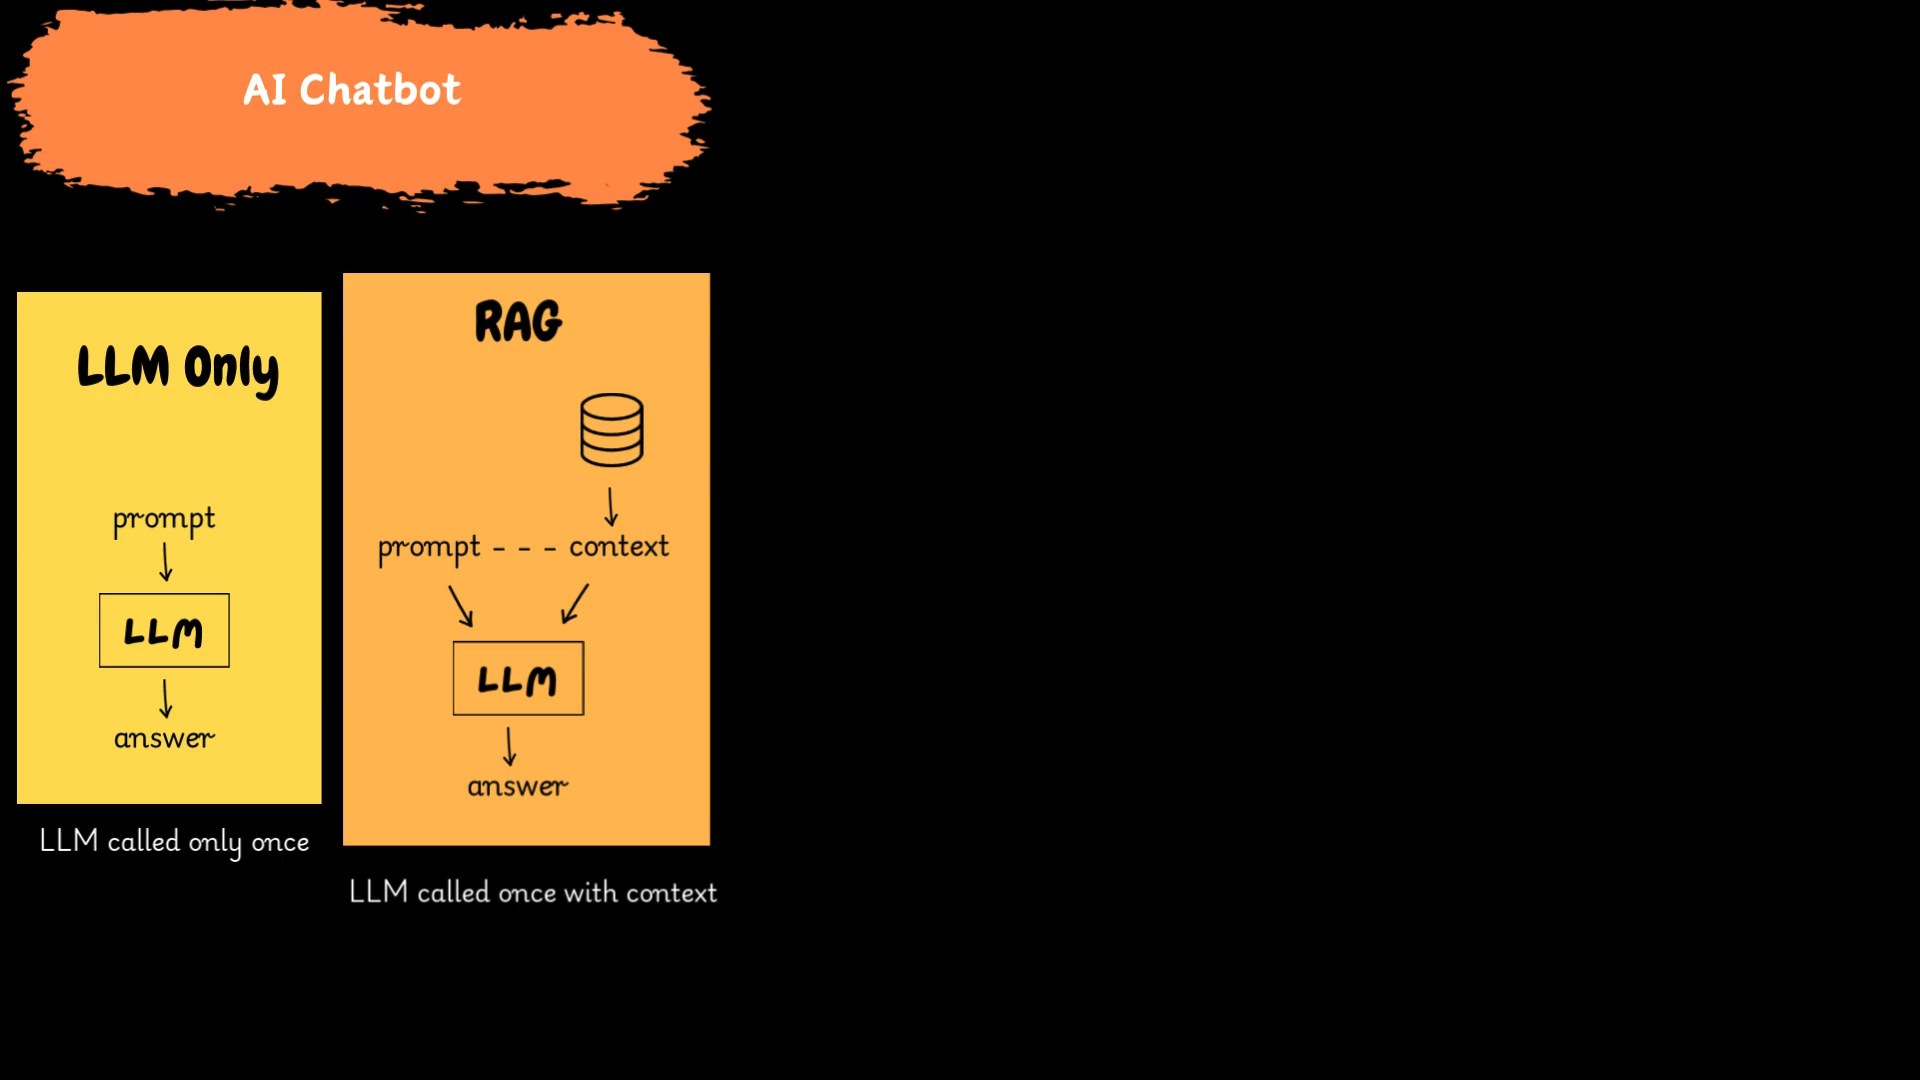 AI Chatbot
LLM Only
prompt
LLM
answer
LLM called only once
RAG
prompt - - - context
LLM
answer
LLM called once with context